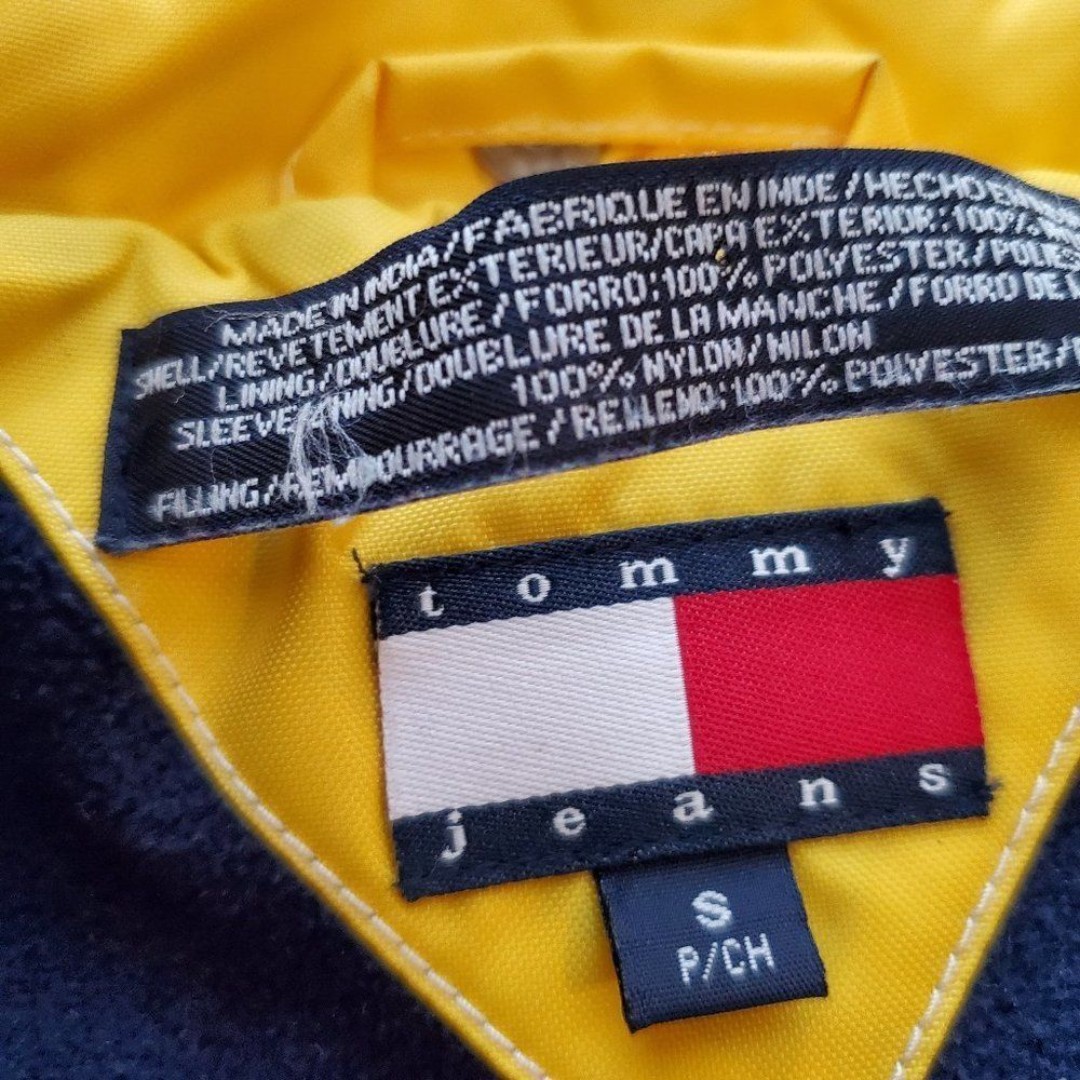 MADE IN INDIA/FABRIQUE EN INDE/HECHO EN
SHELL/REVETEMENT EXTERIEUR/CAPA EXTERIOR:100%
LINING/DOUBLURE/FORRO:100% POLYESTER/
SLEEVE LINING/DOUBLURE DE LA MANCHE/FORRO DE
100% NYLON/NILON
FILLING/REMBOURRAGE/RELLENO:100% POLYESTER/
tommy
jeans
S
P/CH